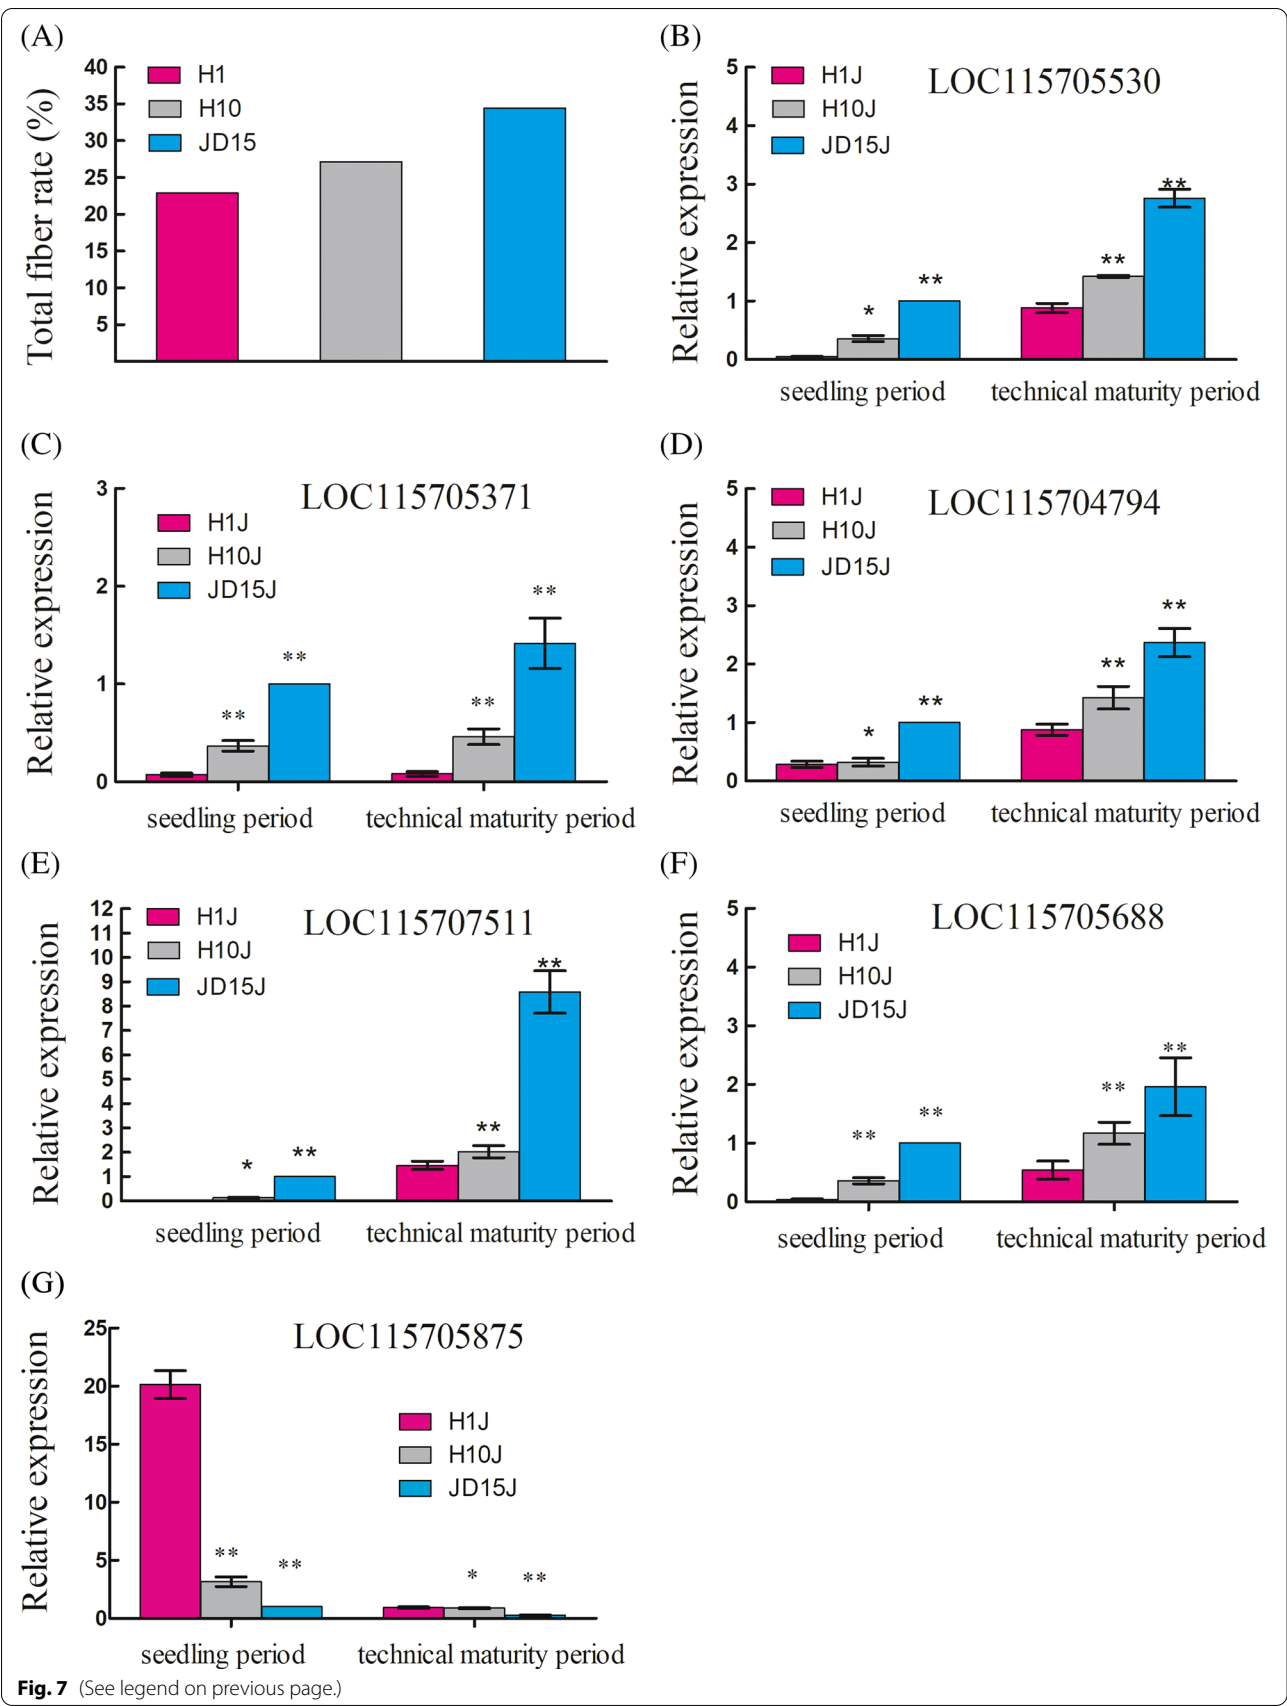 (A)
Total fiber rate (%)
40
35
30
25
20
15
10
5
H1
H10
JD15
(B)
Relative expression
5
4
3
2
1
0
H1J
H10J
JD15J
LOC115705530
*
**
**
**
seedling period
technical maturity period
(C)
Relative expression
3
2
1
0
LOC115705371
H1J
H10J
JD15J
**
**
**
**
seedling period
technical maturity period
(D)
Relative expression
5
4
3
2
1
0
H1J
H10J
JD15J
LOC115704794
*
**
**
**
seedling period
technical maturity period
(E)
Relative expression
12
11
10
9
8
7
6
5
4
3
2
1
0
H1J
H10J
JD15J
LOC115707511
*
**
**
**
seedling period
technical maturity period
(F)
Relative expression
5
4
3
2
1
0
LOC115705688
H1J
H10J
JD15J
**
**
**
**
seedling period
technical maturity period
(G)
Relative expression
25
20
15
10
5
0
LOC115705875
H1J
H10J
JD15J
**
**
*
**
seedling period
technical maturity period
Fig. 7 (See legend on previous page.)